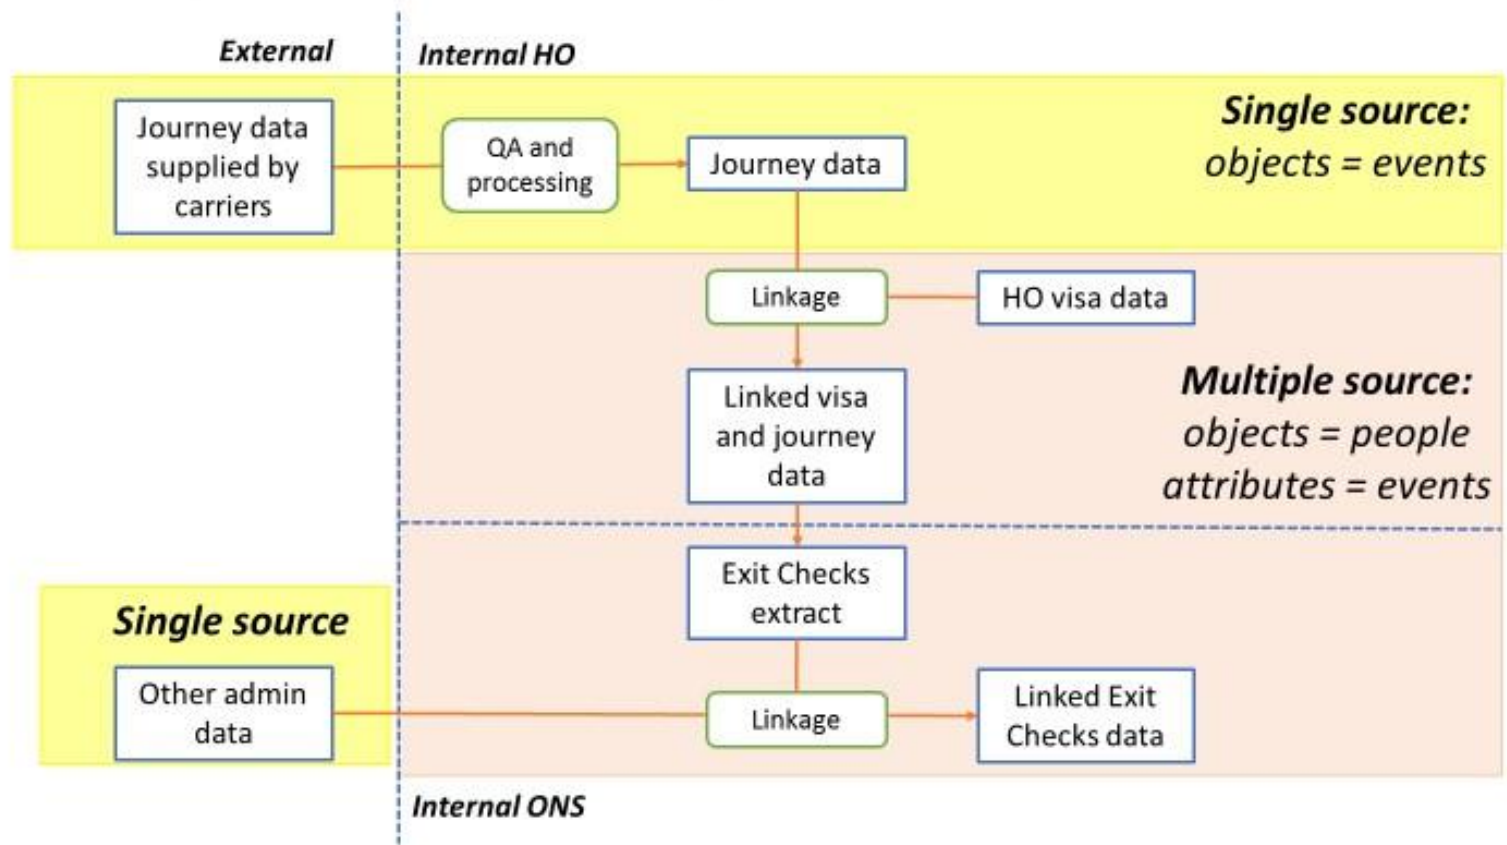 External
Internal HO
Single source:
objects = events
Journey data
supplied by
carriers
QA and
processing
Journey data
Linkage
HO visa data
Linked visa
and journey
data
Multiple source:
objects = people
attributes = events
Exit Checks
extract
Single source
Other admin
data
Linkage
Linked Exit
Checks data
Internal ONS